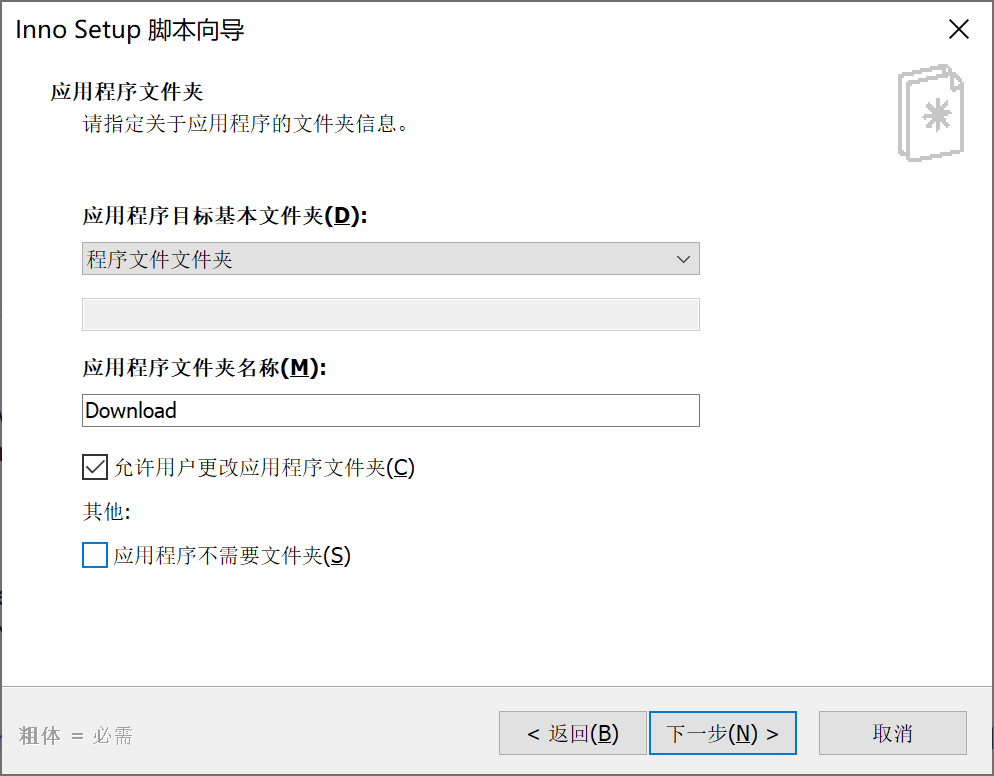 Inno Setup 脚本向导
应用程序文件夹
请指定关于应用程序的文件夹信息。
应用程序目标基本文件夹(D):
程序文件文件夹
应用程序文件夹名称(M):
Download
允许用户更改应用程序文件夹(C)
其他:
应用程序不需要文件夹(S)
粗体 = 必需
< 返回(B)
下一步(N) >
取消